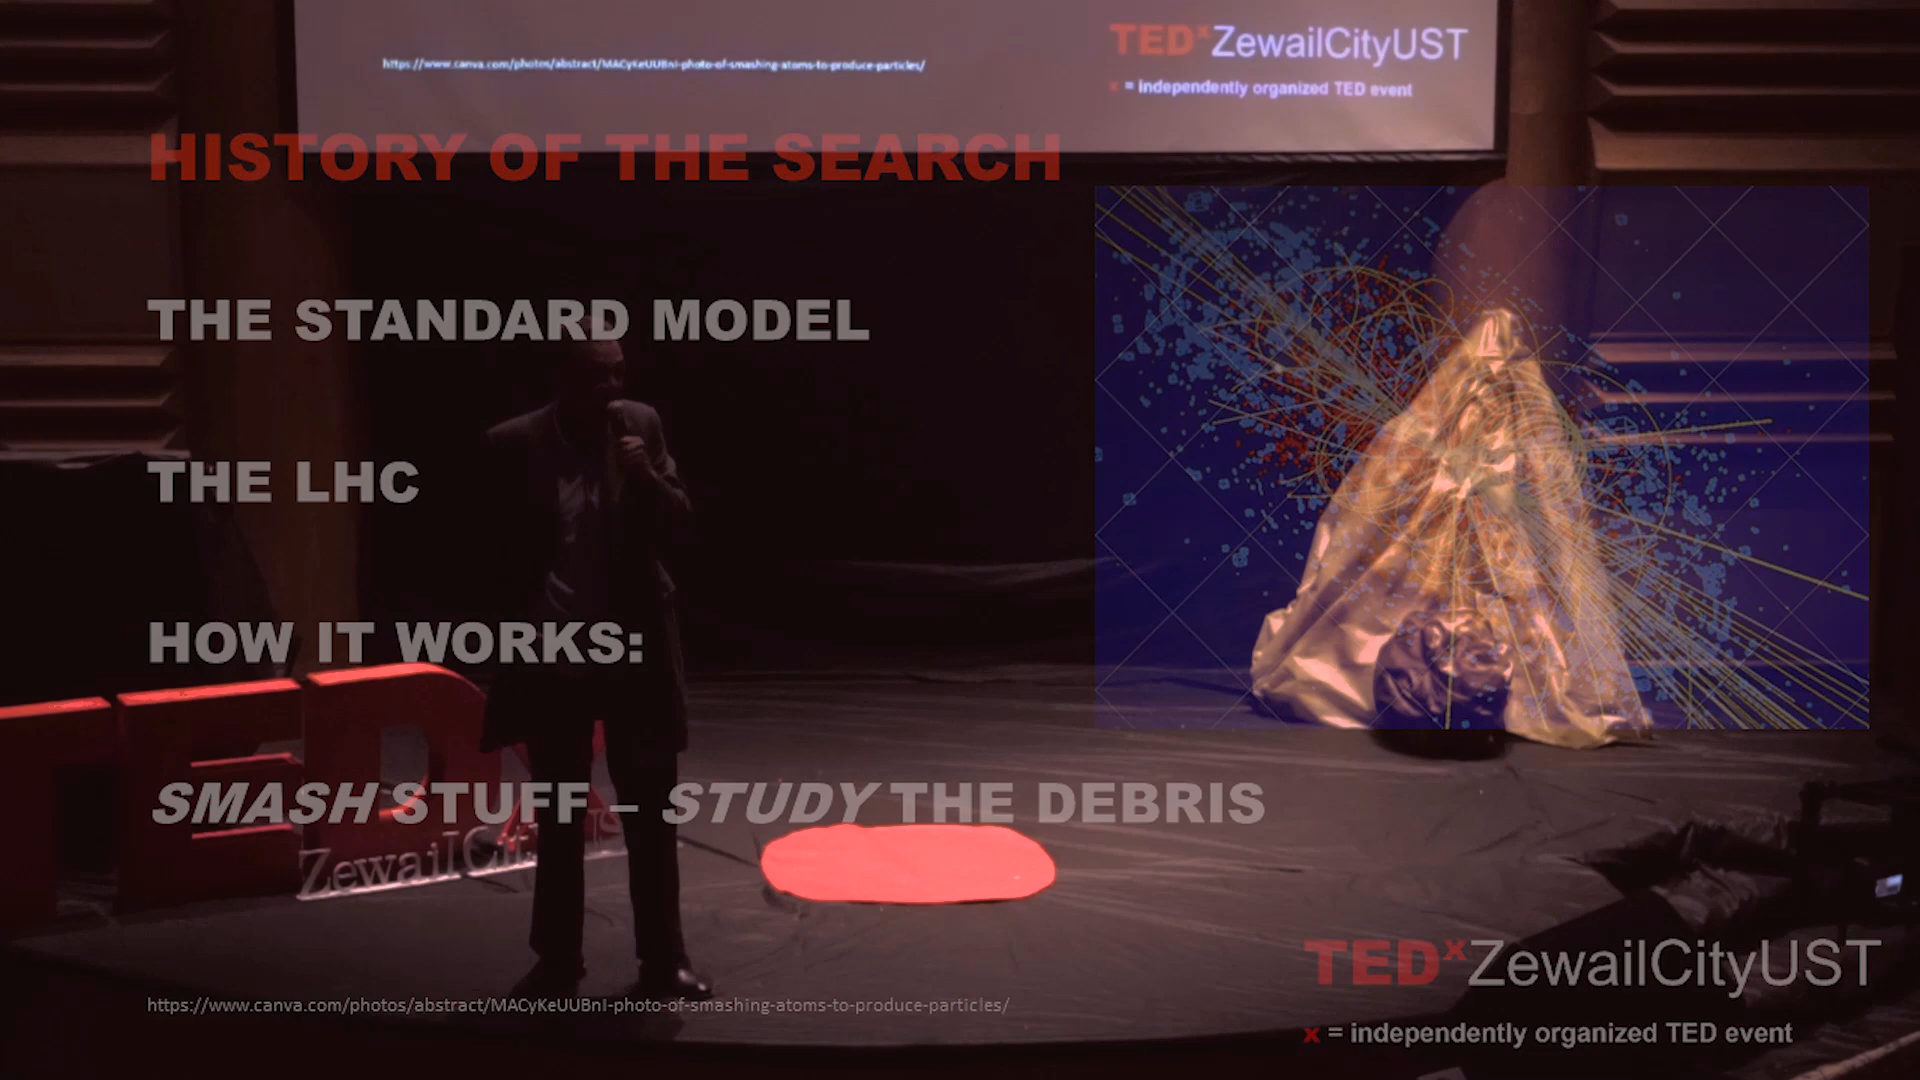 https://www.canva.com/photos/abstract/MACyKeUUBnI-photo-of-smashing-atoms-to-produce-particles/
TEDxZewailCityUST
x = independently organized TED event
HISTORY OF THE SEARCH
THE STANDARD MODEL
THE LHC
HOW IT WORKS:
SMASH STUFF – STUDY THE DEBRIS
TED
ZewailCity
https://www.canva.com/photos/abstract/MACyKeUUBnI-photo-of-smashing-atoms-to-produce-particles/
TEDxZewailCityUST
x = independently organized TED event